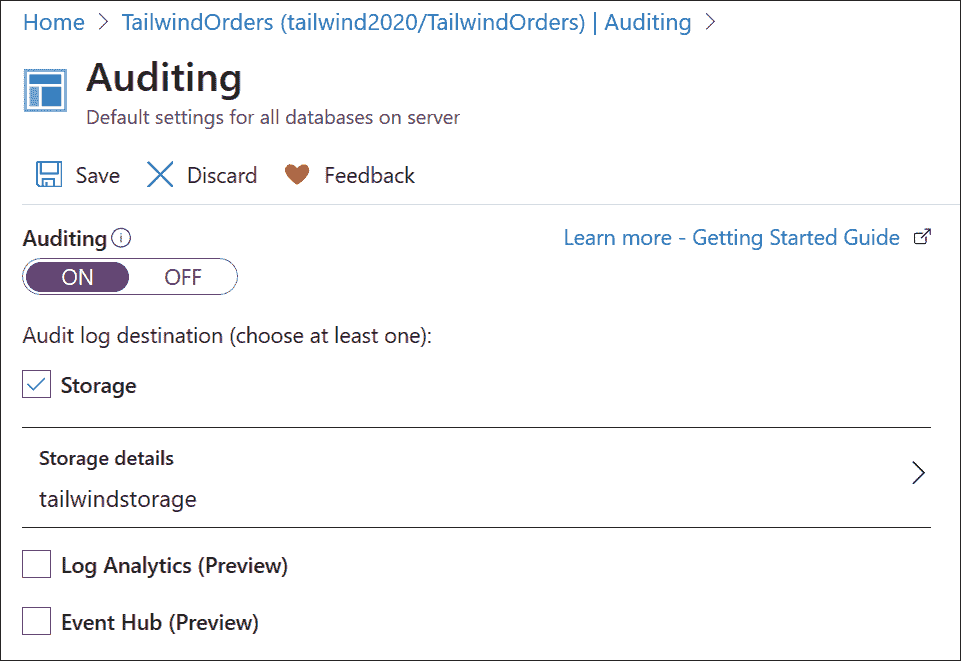 Home > TailwindOrders (tailwind2020/TailwindOrders) | Auditing >
Auditing
Default settings for all databases on server
Save Discard Feedback
Auditing Learn more - Getting Started Guide
ON OFF
Audit log destination (choose at least one):
Storage
Storage details
tailwindstorage
Log Analytics (Preview)
Event Hub (Preview)